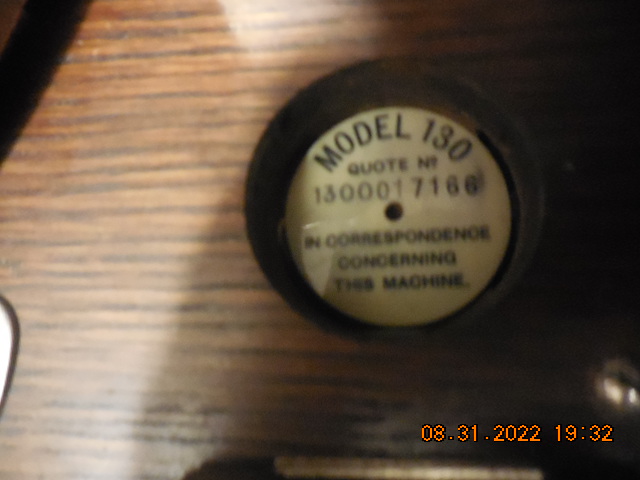 MODEL 130
QUOTE Nº
1300017166
IN CORRESPONDENCE
CONCERNING
THIS MACHINE.
08.31.2022 19:32